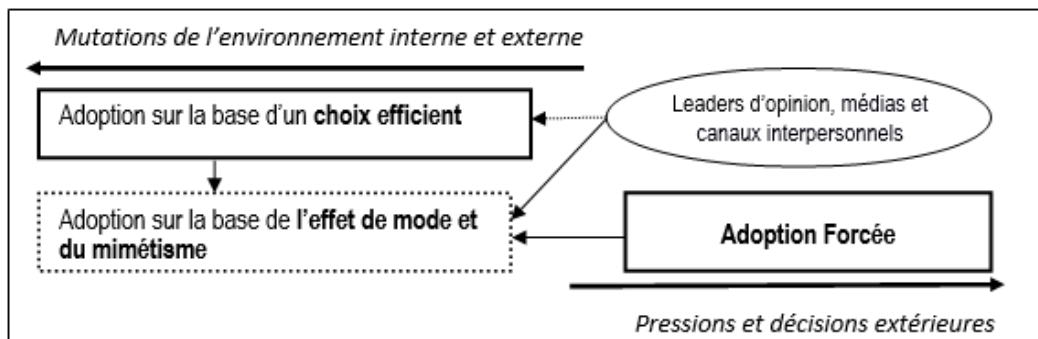 Mutations de l'environnement interne et externe
Adoption sur la base d'un choix efficient
Leaders d'opinion, médias et
canaux interpersonnels
Adoption sur la base de l'effet de mode et
du mimétisme
Adoption Forcée
Pressions et décisions extérieures